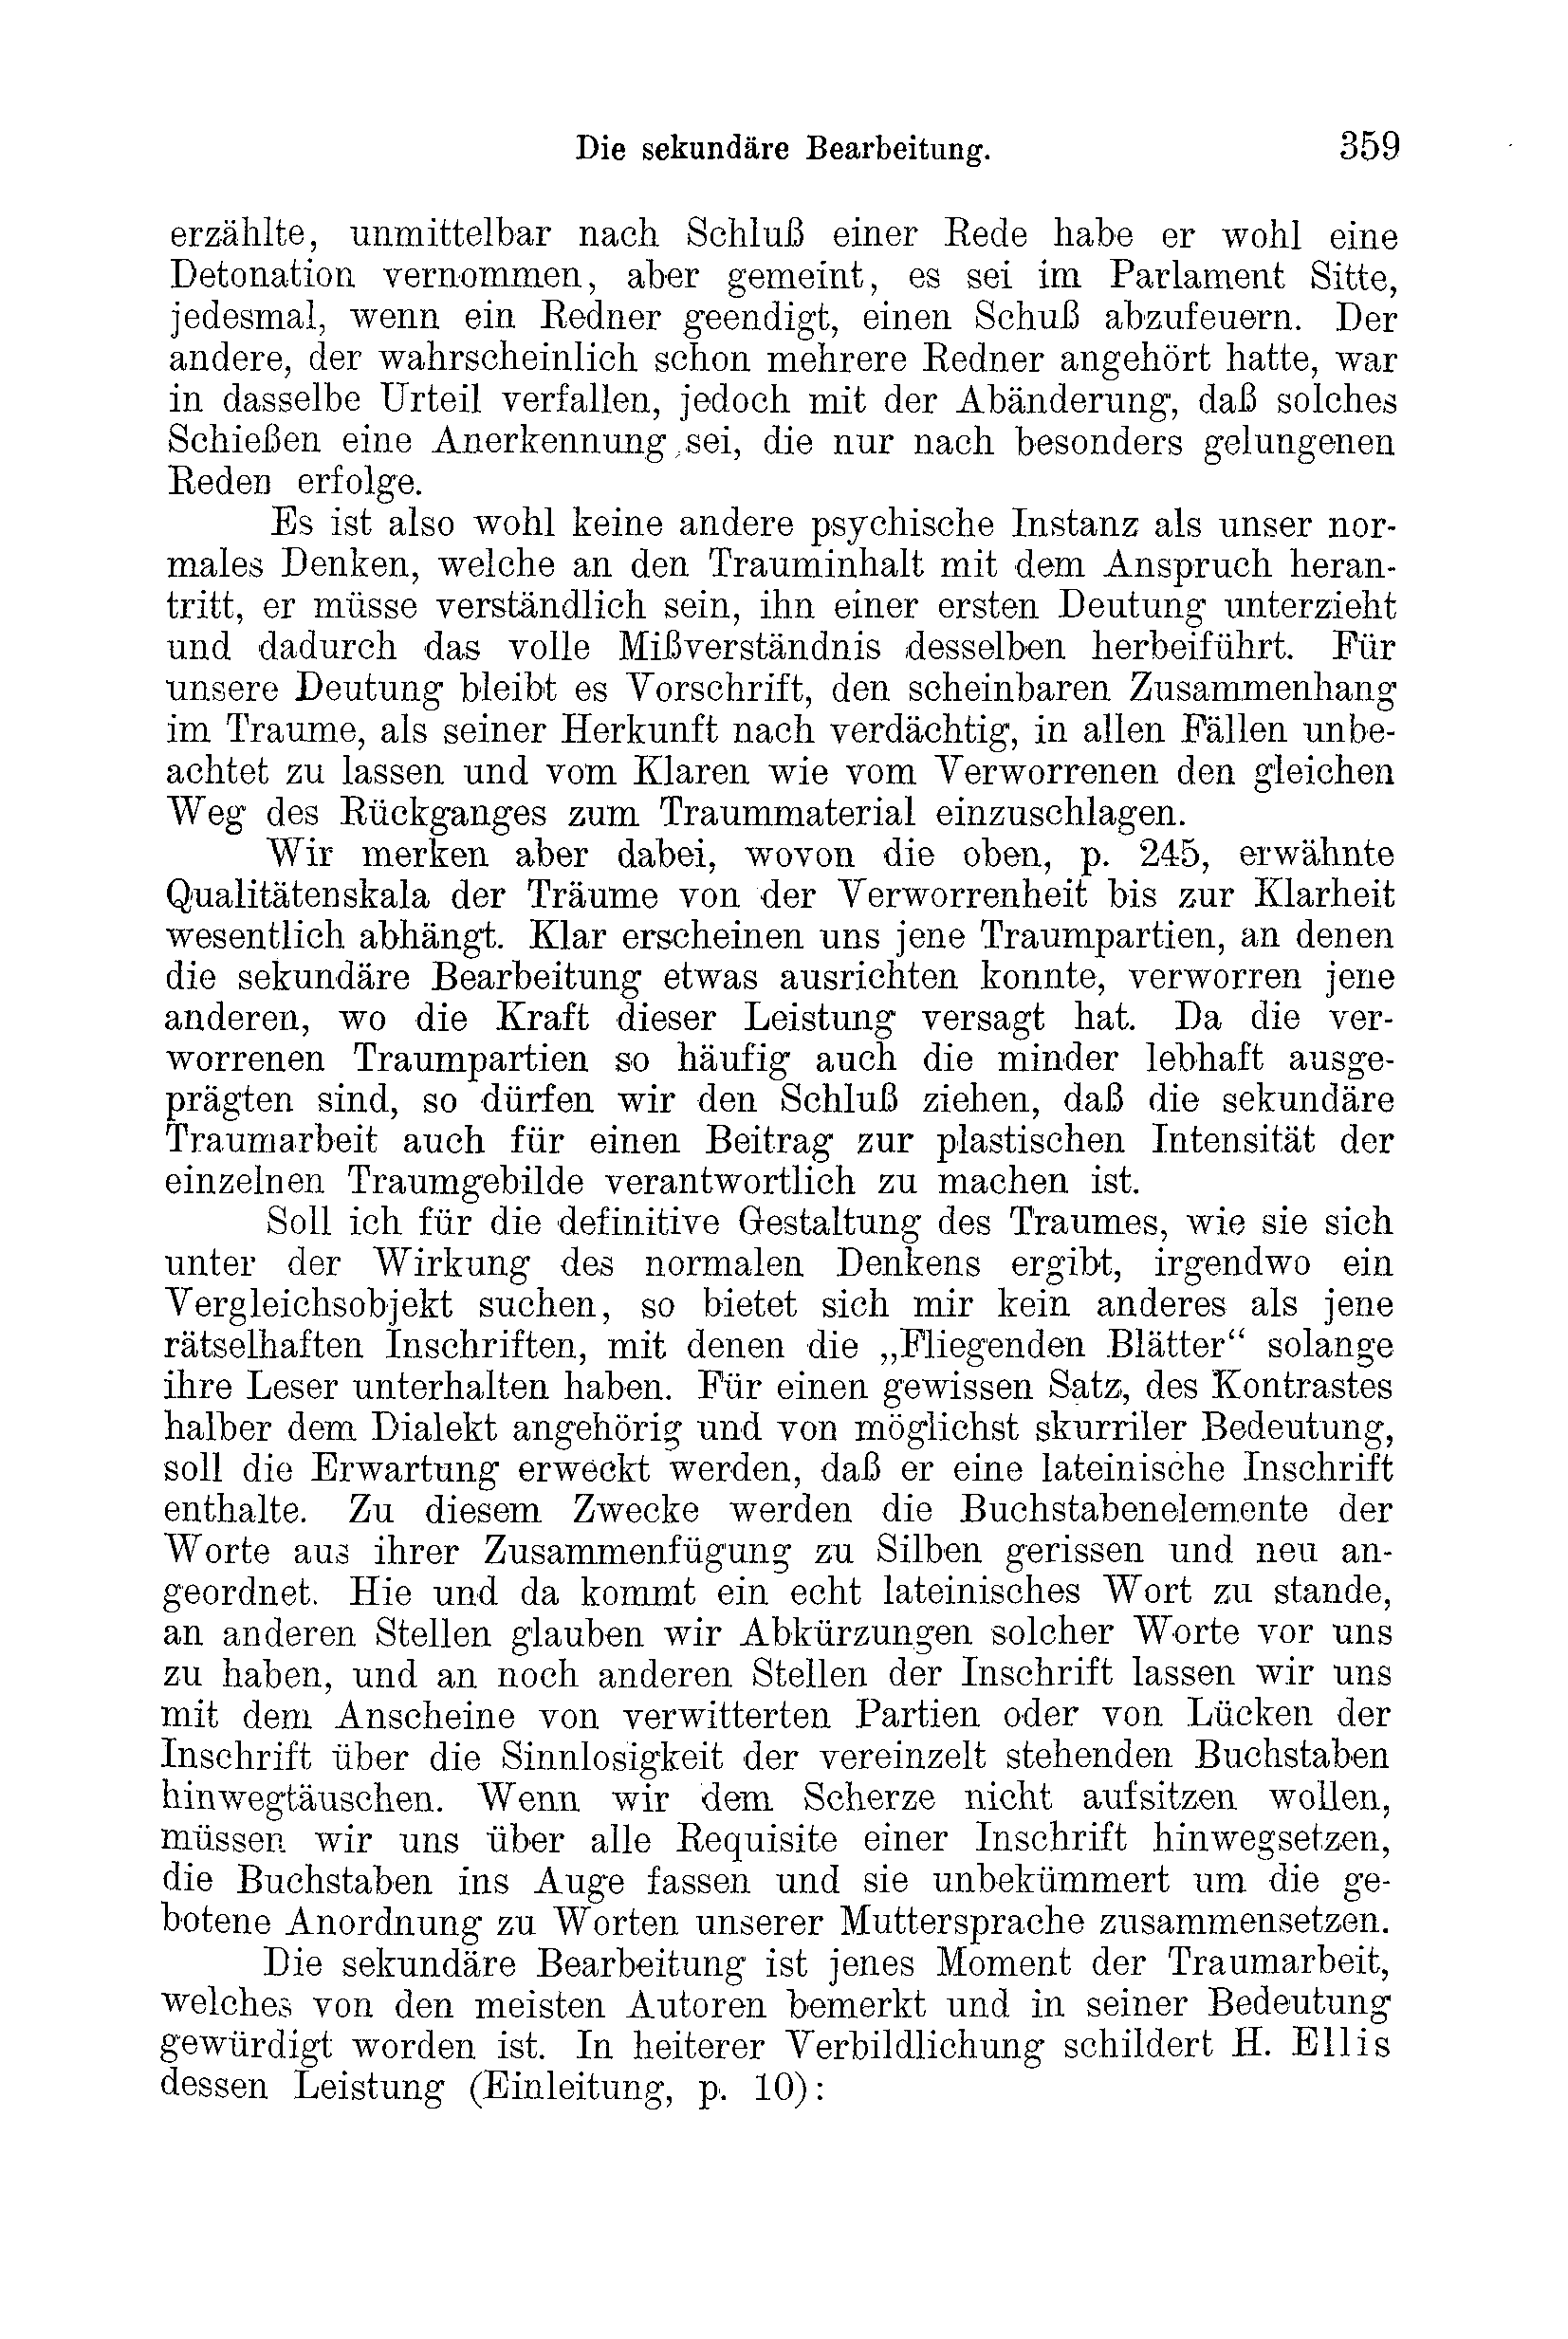 Die sekundäre Bearbeitung. 359
erzählte, unmittelbar nach Schluß einer Rede habe er wohl eine
Detonation vernommen, aber gemeint, es sei im Parlament Sitte,
jedesmal, wenn ein Redner geendigt, einen Schuß abzufeuern. Der
andere, der wahrscheinlich schon mehrere Redner angehört hatte, war
in dasselbe Urteil verfallen, jedoch mit der Abänderung, daß solches
Schießen eine Anerkennung sei, die nur nach besonders gelungenen
Reden erfolge.
Es ist also wohl keine andere psychische Instanz als unser nor-
males Denken, welche an den Trauminhalt mit dem Anspruch heran-
tritt, er müsse verständlich sein, ihn einer ersten Deutung unterzieht
und dadurch das volle Mißverständnis desselben herbeiführt. Für
unsere Deutung bleibt es Vorschrift, den scheinbaren Zusammenhang
im Traume, als seiner Herkunft nach verdächtig, in allen Fällen unbe-
achtet zu lassen und vom Klaren wie vom Verworrenen den gleichen
Weg des Rückganges zum Traummaterial einzuschlagen.
Wir merken aber dabei, wovon die oben, p. 245, erwähnte
Qualitätenskala der Träume von der Verworrenheit bis zur Klarheit
wesentlich abhängt. Klar erscheinen uns jene Traumpartien, an denen
die sekundäre Bearbeitung etwas ausrichten konnte, verworren jene
anderen, wo die Kraft dieser Leistung versagt hat. Da die ver-
worrenen Traumpartien so häufig auch die minder lebhaft ausge-
prägten sind, so dürfen wir den Schluß ziehen, daß die sekundäre
Traumarbeit auch für einen Beitrag zur plastischen Intensität der
einzelnen Traumgebilde verantwortlich zu machen ist.
Soll ich für die definitive Gestaltung des Traumes, wie sie sich
unter der Wirkung des normalen Denkens ergibt, irgendwo ein
Vergleichsobjekt suchen, so bietet sich mir kein anderes als jene
rätselhaften Inschriften, mit denen die „Fliegenden Blätter“ solange
ihre Leser unterhalten haben. Für einen gewissen Satz, des Kontrastes
halber dem Dialekt angehörig und von möglichst skurriler Bedeutung,
soll die Erwartung erweckt werden, daß er eine lateinische Inschrift
enthalte. Zu diesem Zwecke werden die Buchstabenelemente der
Worte aus ihrer Zusammenfügung zu Silben gerissen und neu an-
geordnet. Hie und da kommt ein echt lateinisches Wort zu stande,
an anderen Stellen glauben wir Abkürzungen solcher Worte vor uns
zu haben, und an noch anderen Stellen der Inschrift lassen wir uns
mit dem Anscheine von verwitterten Partien oder von Lücken der
Inschrift über die Sinnlosigkeit der vereinzelt stehenden Buchstaben
hinwegtäuschen. Wenn wir dem Scherze nicht aufsitzen wollen,
müssen wir uns über alle Requisite einer Inschrift hinwegsetzen,
die Buchstaben ins Auge fassen und sie unbekümmert um die ge-
botene Anordnung zu Worten unserer Muttersprache zusammensetzen.
Die sekundäre Bearbeitung ist jenes Moment der Traumarbeit,
welches von den meisten Autoren bemerkt und in seiner Bedeutung
gewürdigt worden ist. In heiterer Verbildlichung schildert H. Ellis
dessen Leistung (Einleitung, p. 10):